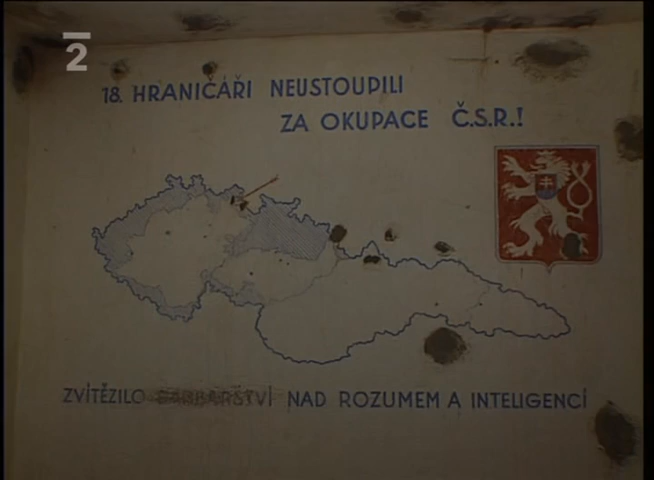 2
18. HRANIČÁŘI NEUSTOUPILI
ZA OKUPACE Č.S.R.!
ZVÍTĚZILO BARBARSTVÍ NAD ROZUMEM A INTELIGENCÍ